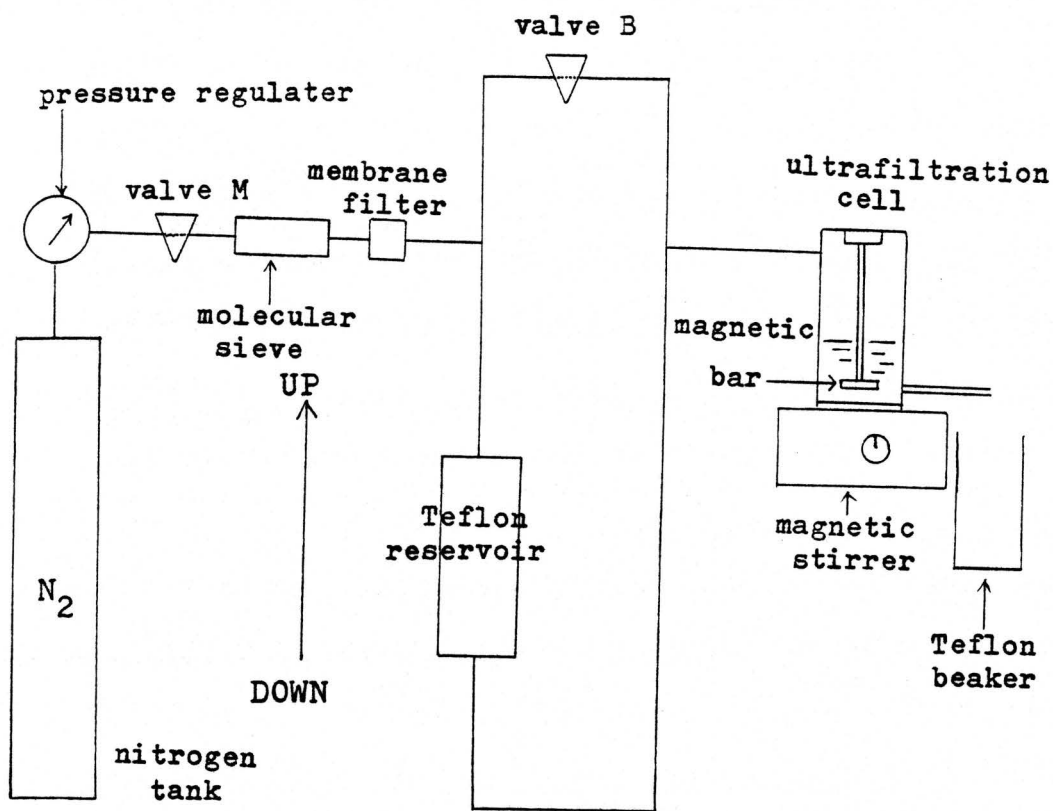 valve B
pressure regulater
valve M
membrane
filter
ultrafiltration
cell
molecular
sieve
UP
magnetic
bar
Teflon
reservoir
magnetic
stirrer
N2
DOWN
Teflon
beaker
nitrogen
tank